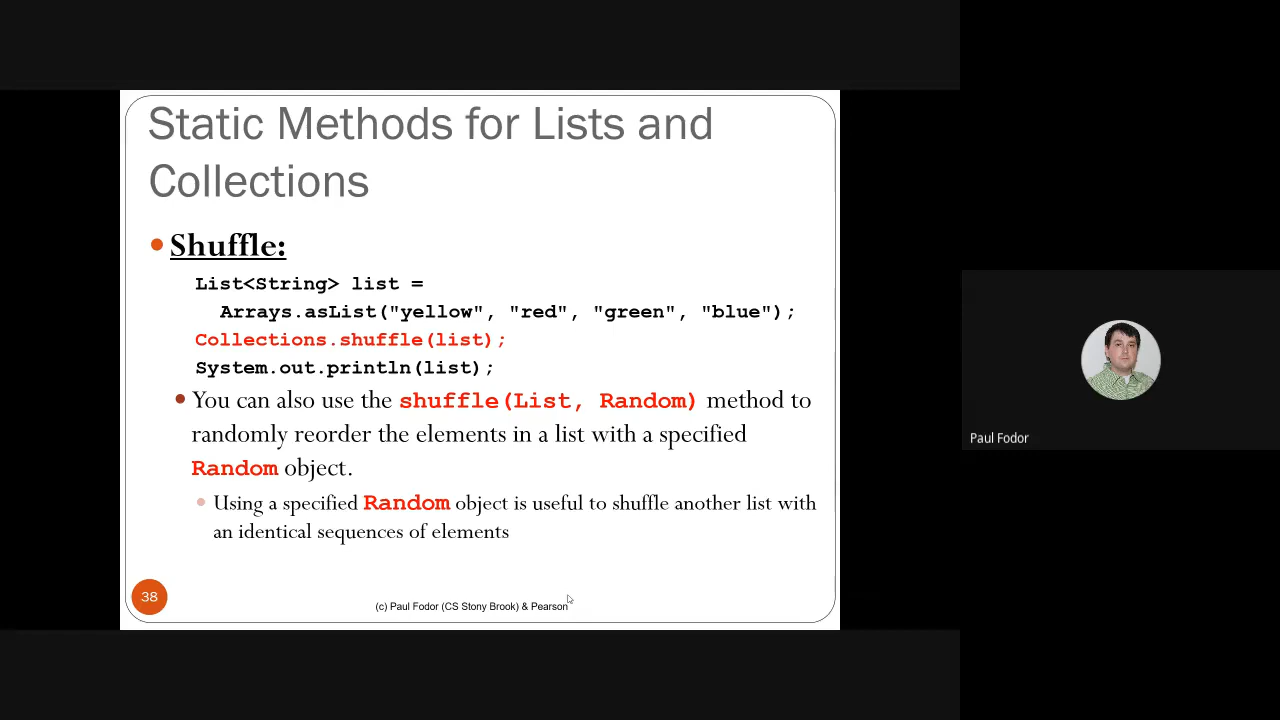 Static Methods for Lists and
Collections
Shuffle:
List<String> list =
Arrays.asList("yellow", "red", "green", "blue");
Collections.shuffle(list);
System.out.println(list);
You can also use the shuffle(List, Random) method to
randomly reorder the elements in a list with a specified
Random object.
Using a specified Random object is useful to shuffle another list with
an identical sequences of elements
38
(c) Paul Fodor (CS Stony Brook) & Pearson
Paul Fodor